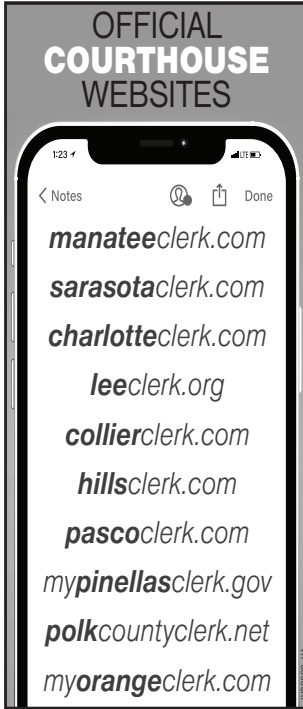 OFFICIAL
COURTHOUSE
WEBSITES
1:23
LTE
Notes
Done
manateeclerk.com
sarasotaclerk.com
charlotteclerk.com
leeclerk.org
collierclerk.com
hillsclerk.com
pascoclerk.com
mypinellasclerk.gov
polkcountyclerk.net
myorangeclerk.com